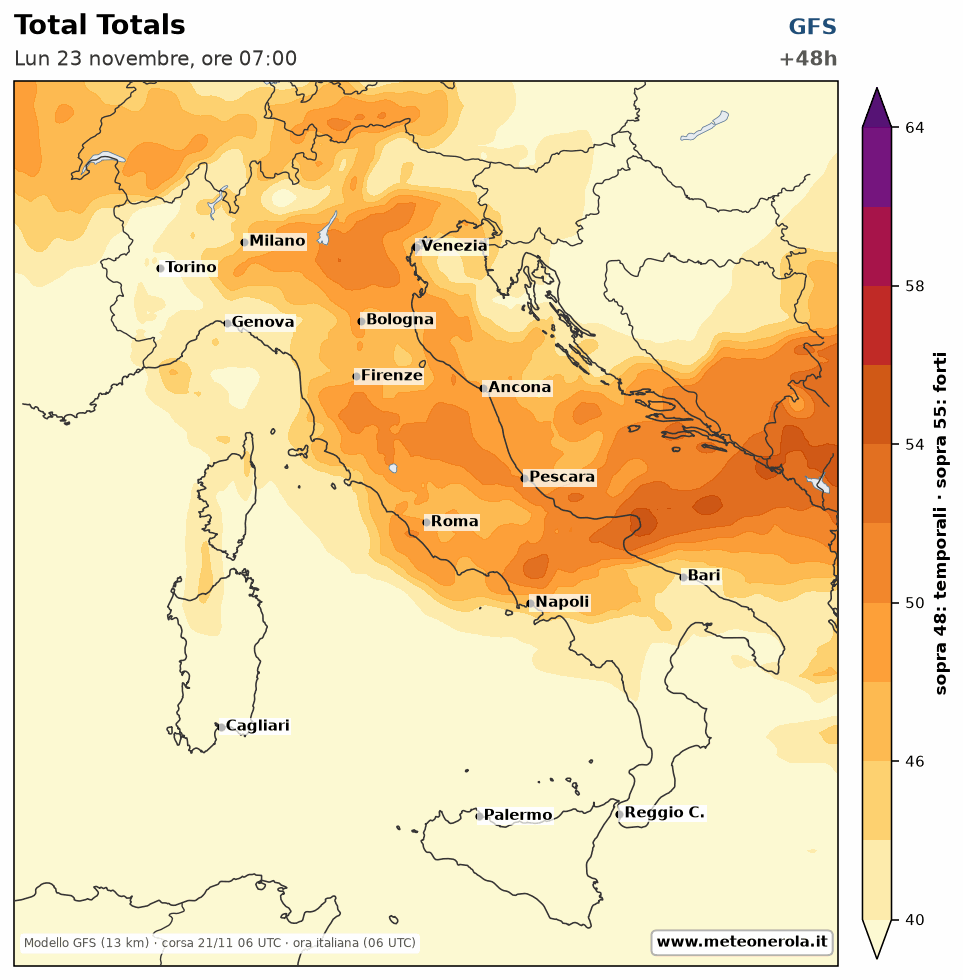 Total Totals
GFS
Lun 23 novembre, ore 07:00
+48h
64
58
54
50
46
40
sopra 48: temporali · sopra 55: forti
Milano
Venezia
Torino
Genova
Bologna
Firenze
Ancona
Pescara
Roma
Bari
Napoli
Cagliari
Palermo
Reggio C.
Modello GFS (13 km) · corsa 21/11 06 UTC · ora italiana (06 UTC)
www.meteonerola.it